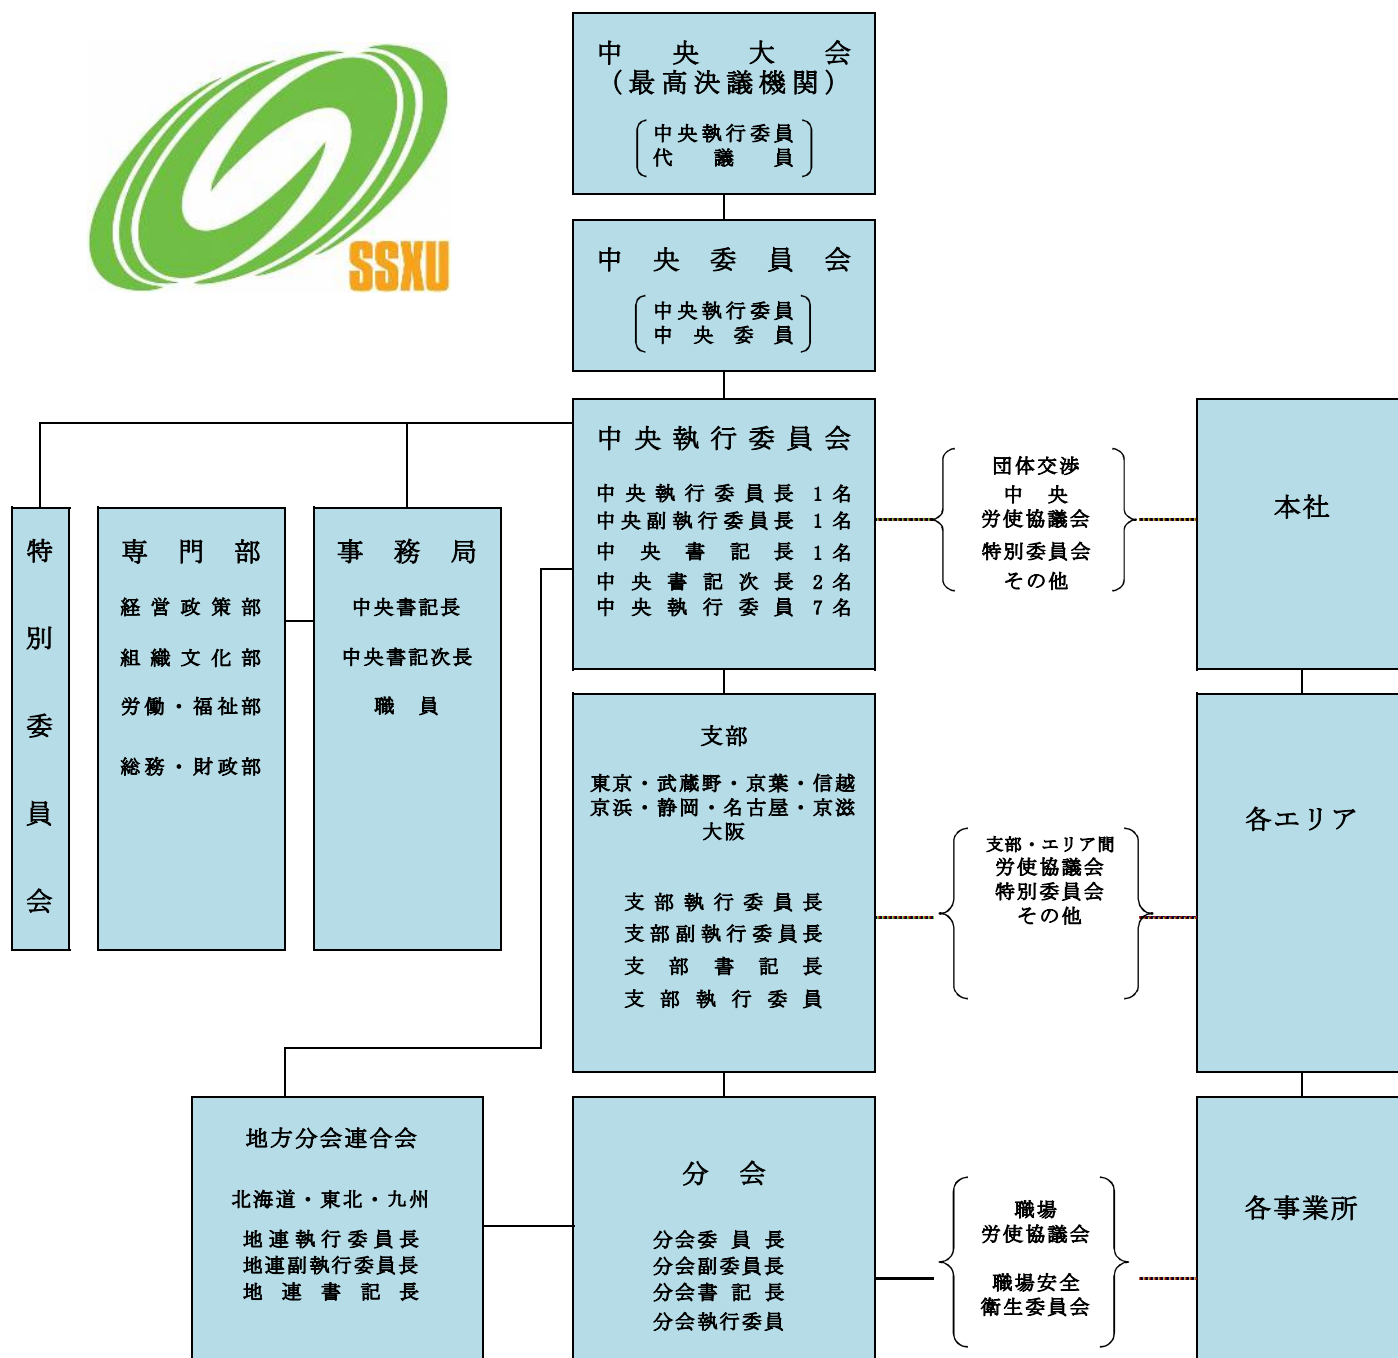 中央大会
（最高決議機関）
中央執行委員
代議員
SSXU
中央委員会
中央執行委員
中央委員
中央執行委員会
中央執行委員長 1名
中央副執行委員長 1名
中央書記長 1名
中央書記次長 2名
中央執行委員 7名
団体交渉
中央
労使協議会
特別委員会
その他
本社
特別委員会
専門部
経営政策部
組織文化部
労働・福祉部
総務・財政部
事務局
中央書記長
中央書記次長
職員
支部
東京・武蔵野・京葉・信越
京浜・静岡・名古屋・京滋
大阪
支部執行委員長
支部副執行委員長
支部書記長
支部執行委員
支部・エリア間
労使協議会
特別委員会
その他
各エリア
地方分会連合会
北海道・東北・九州
地連執行委員長
地連副執行委員長
地連書記長
分会
分会委員長
分会副委員長
分会書記長
分会執行委員
職場
労使協議会
職場安全
衛生委員会
各事業所